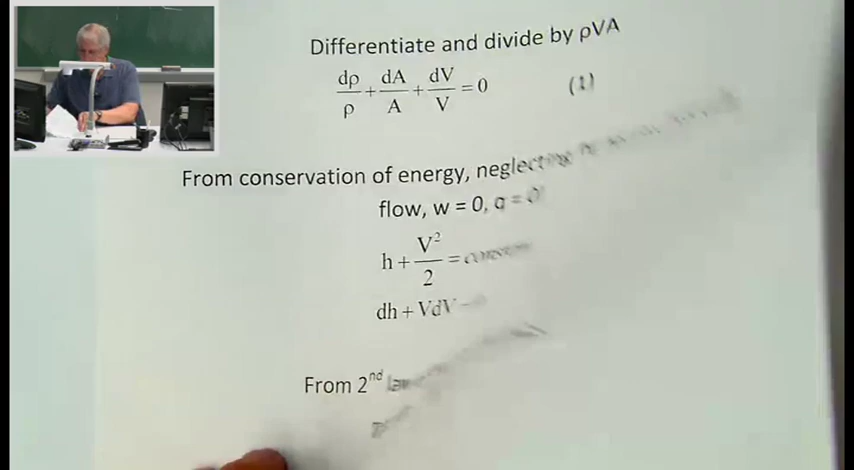 Differentiate and divide by ρVA
dρ/ρ + dA/A + dV/V = 0 (1)
From conservation of energy, neglecting
flow, w = 0, q = 0
h + V²/2 =
dh + VdV
From 2nd law